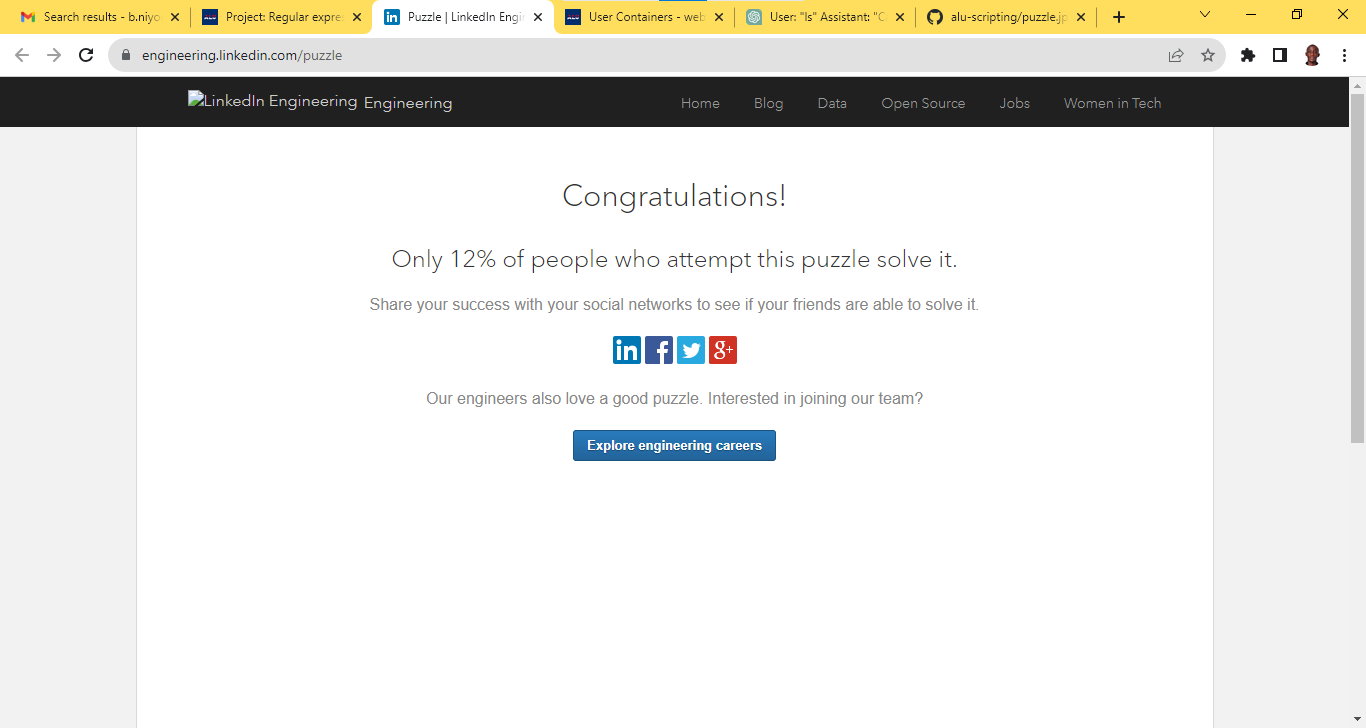 Search results - b.niyo
Project: Regular expre
Puzzle | LinkedIn Engin
User Containers - web
User: "ls" Assistant: "C
alu-scripting/puzzle.jp
engineering.linkedin.com/puzzle
LinkedIn Engineering Engineering
Home Blog Data Open Source Jobs Women in Tech
Congratulations!
Only 12% of people who attempt this puzzle solve it.
Share your success with your social networks to see if your friends are able to solve it.
in f g+
Our engineers also love a good puzzle. Interested in joining our team?
Explore engineering careers